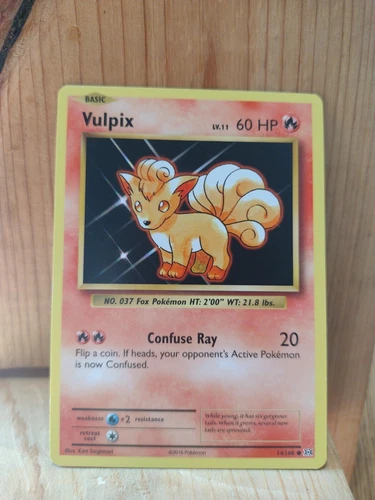 BASIC
Vulpix LV.11 60 HP
NO. 037 Fox Pokémon HT: 2'00" WT: 21.8 lbs.
Confuse Ray 20
Flip a coin. If heads, your opponent's Active Pokémon
is now Confused.
weakness ×2 resistance
retreat
cost
While young, it has six gorgeous
tails. When it grows, several new
tails are sprouted.
Illus. Ken Sugimori ©2016 Pokémon 14/108